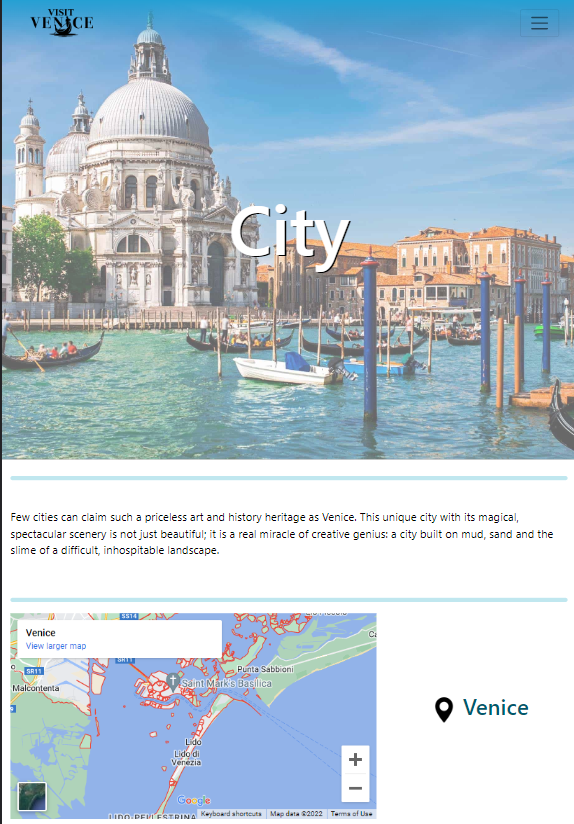 VISIT
VENICE
City
Few cities can claim such a priceless art and history heritage as Venice. This unique city with its magical,
spectacular scenery is not just beautiful; it is a real miracle of creative genius: a city built on mud, sand and the
slime of a difficult, inhospitable landscape.
SS14
Venice
View larger map
SR11
SR11
Malcontenta
Punta Sabbioni
Saint Mark's Basilica
Lido
Lido di
Venezia
Venice
Google
LIDO PELLESTRINA
Keyboard shortcuts
Map data ©2022
Terms of Use